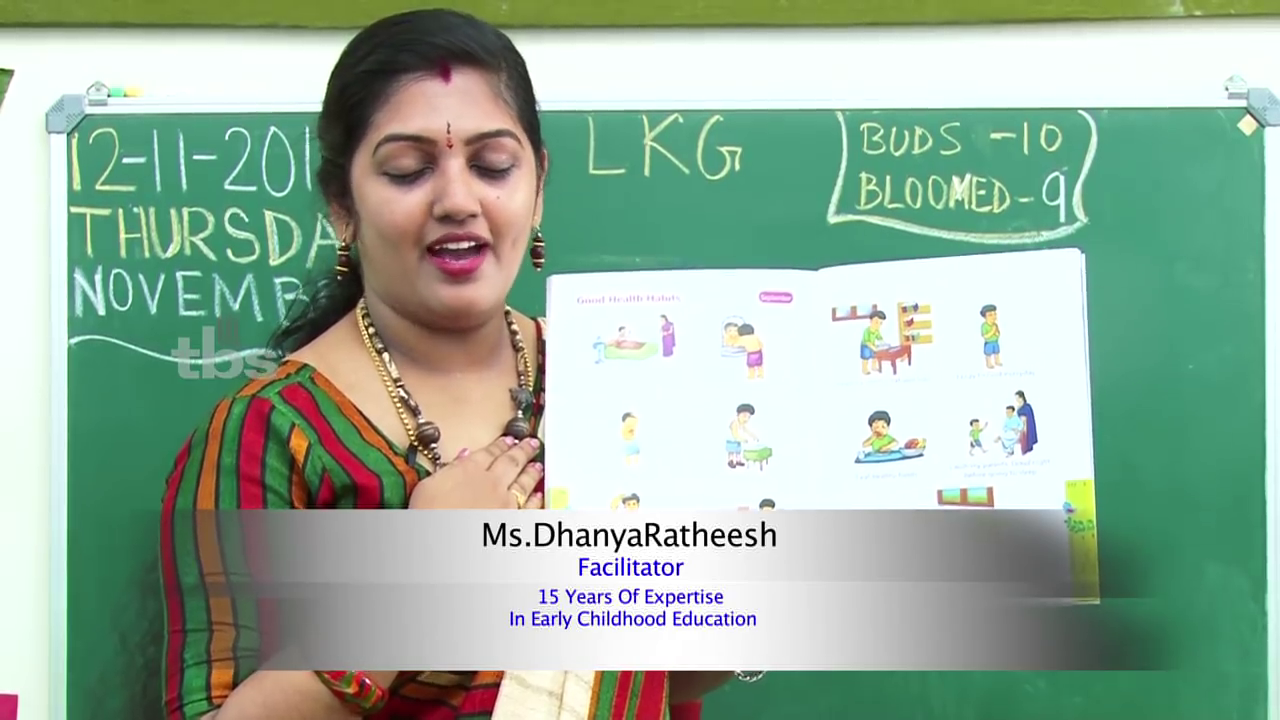 12-11-201
THURSDA
NOVEMB
LKG
BUDS -10
BLOOMED-9
tbs
Good Health Habits
September
Ms.DhanyaRatheesh
Facilitator
15 Years Of Expertise
In Early Childhood Education